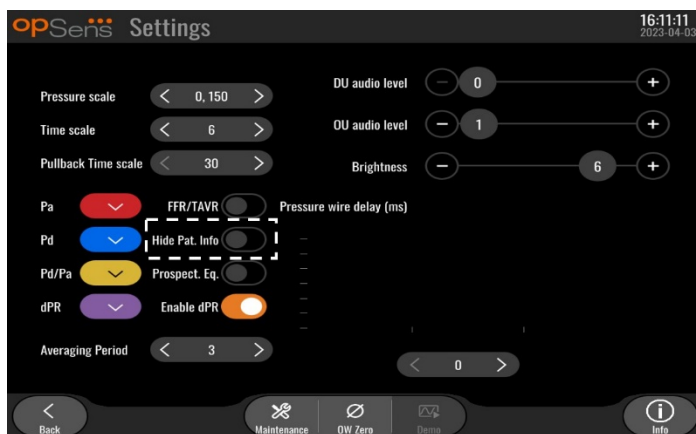 opSens Settings
16:11:11
2023-04-03
Pressure scale 0, 150
Time scale 6
Pullback Time scale 30
DU audio level 0
OU audio level 1
Brightness 6
Pa FFR/TAVR Pressure wire delay (ms)
Pd Hide Pat. Info
Pd/Pa Prospect. Eq.
dPR Enable dPR
Averaging Period 3
0
Back Maintenance OW Zero Demo Info